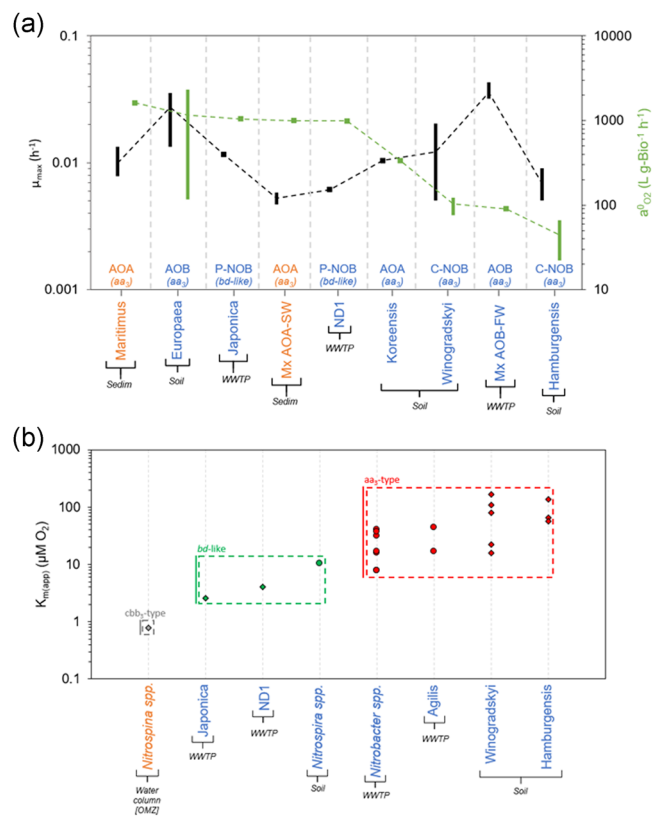 (a)
0.1
0.01
0.001
μmax (h-1)
10000
1000
100
10
a0O2 (L g-Bio-1 h-1)
AOA AOB P-NOB AOA P-NOB AOA C-NOB AOB C-NOB
(aa3) (aa3) (bd-like) (aa3) (bd-like) (aa3) (aa3) (aa3) (aa3)
Maritimus
Europaea
Japonica
Mx AOA-SW
ND1
Koreensis
Winogradskyi
Mx AOB-FW
Hamburgensis
Sedim
Soil
WWTP
Sedim
WWTP
Soil
WWTP
Soil
(b)
1000
100
10
1
0.1
Km(app) (μM O2)
cbb3-type
bd-like
aa3-type
Nitrospina spp.
Japonica
ND1
Nitrospira spp.
Nitrobacter spp.
Agilis
Winogradskyi
Hamburgensis
Water
column
[OMZ]
WWTP
WWTP
Soil
WWTP
WWTP
Soil